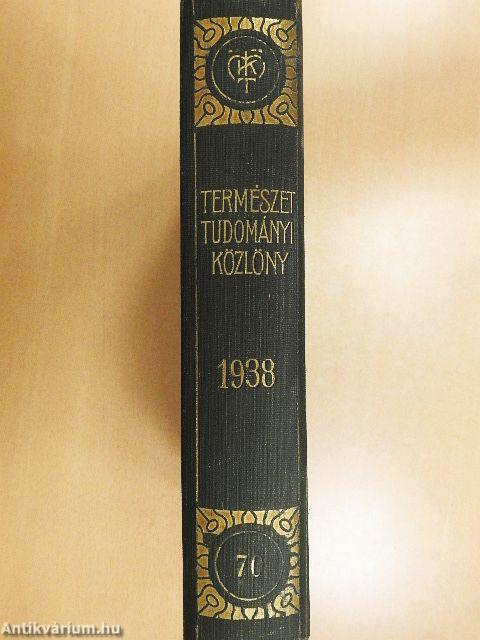 TERMÉSZET
TUDOMÁNYI
KÖZLÖNY
1938
70
Antikvárium.hu